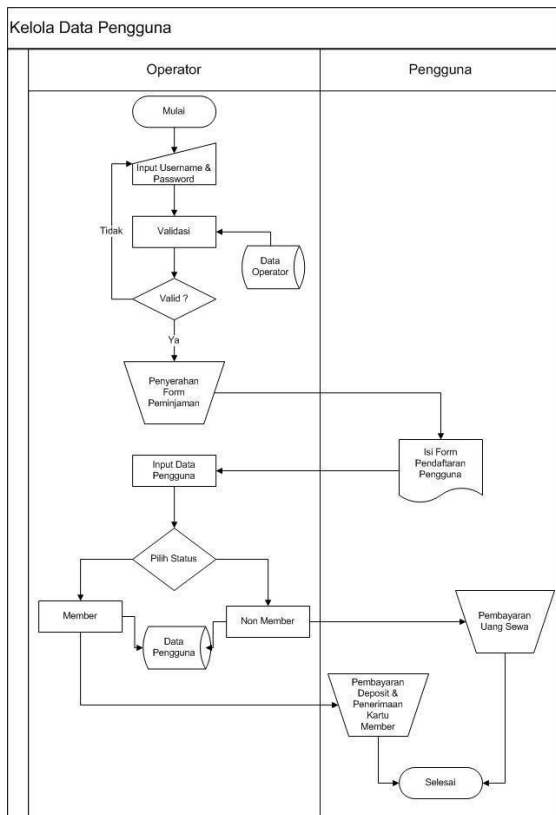 Kelola Data Pengguna
Operator
Pengguna
Mulai
Input Username &
Password
Tidak
Validasi
Data
Operator
Valid ?
Ya
Penyerahan
Form
Peminjaman
Isi Form
Pendaftaran
Pengguna
Input Data
Pengguna
Pilih Status
Member
Data
Pengguna
Non Member
Pembayaran
Uang Sewa
Pembayaran
Deposit &
Penerimaan
Kartu
Member
Selesai